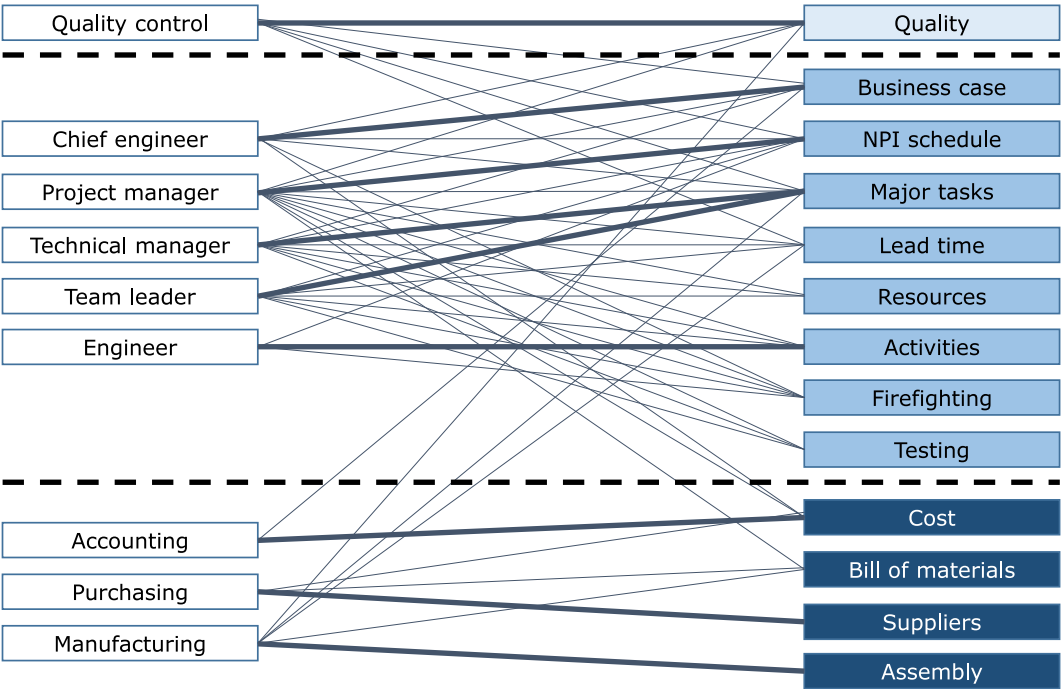 Quality control
Quality
Business case
Chief engineer
NPI schedule
Project manager
Major tasks
Technical manager
Lead time
Team leader
Resources
Engineer
Activities
Firefighting
Testing
Cost
Accounting
Bill of materials
Purchasing
Suppliers
Manufacturing
Assembly